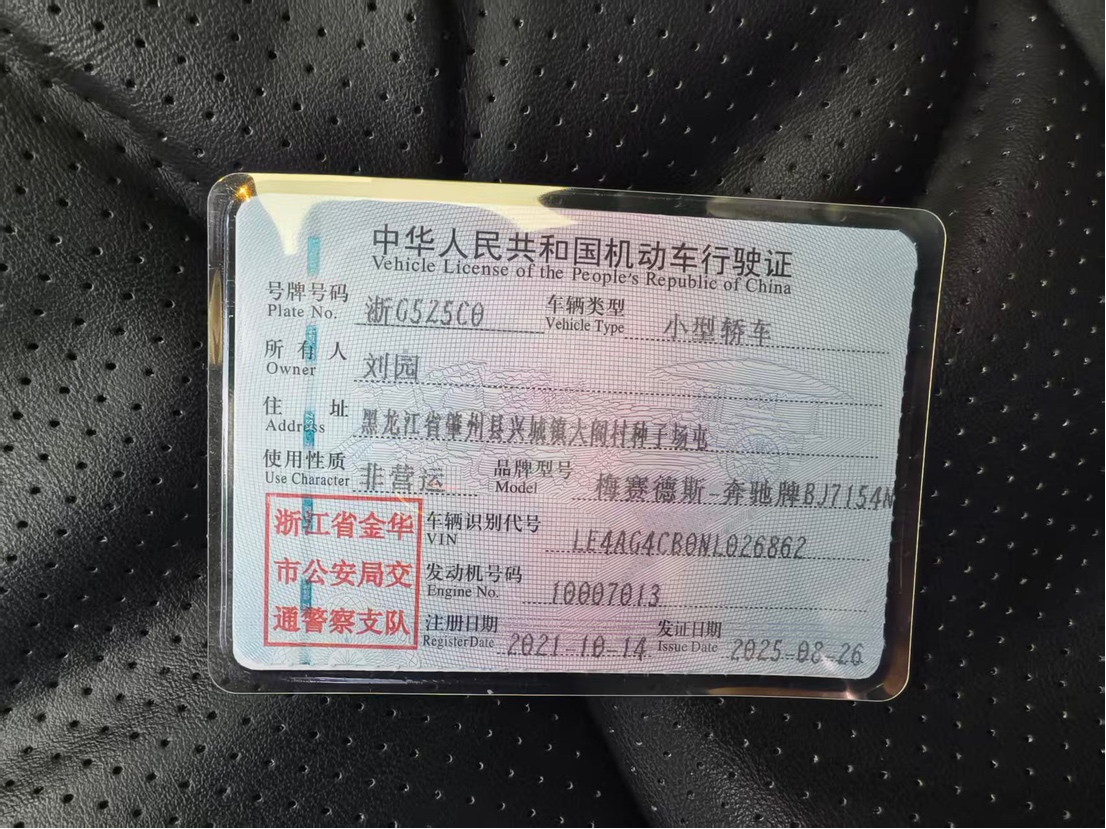 中华人民共和国机动车行驶证
Vehicle License of the People's Republic of China
号牌号码 浙G5Z5C0 车辆类型 小型轿车
Plate No. Vehicle Type
所有人 刘园
Owner
住址 黑龙江省肇州县兴城镇大阁村种子场屯
Address
使用性质 非营运 品牌型号 梅赛德斯-奔驰牌BJ7154N
Use Character Model
浙江省金华
市公安局交
通警察支队
车辆识别代号 LE4AG4CB0NL026862
VIN
发动机号码 10007013
Engine No.
注册日期 2021-10-14 发证日期 2025-08-26
Register Date Issue Date